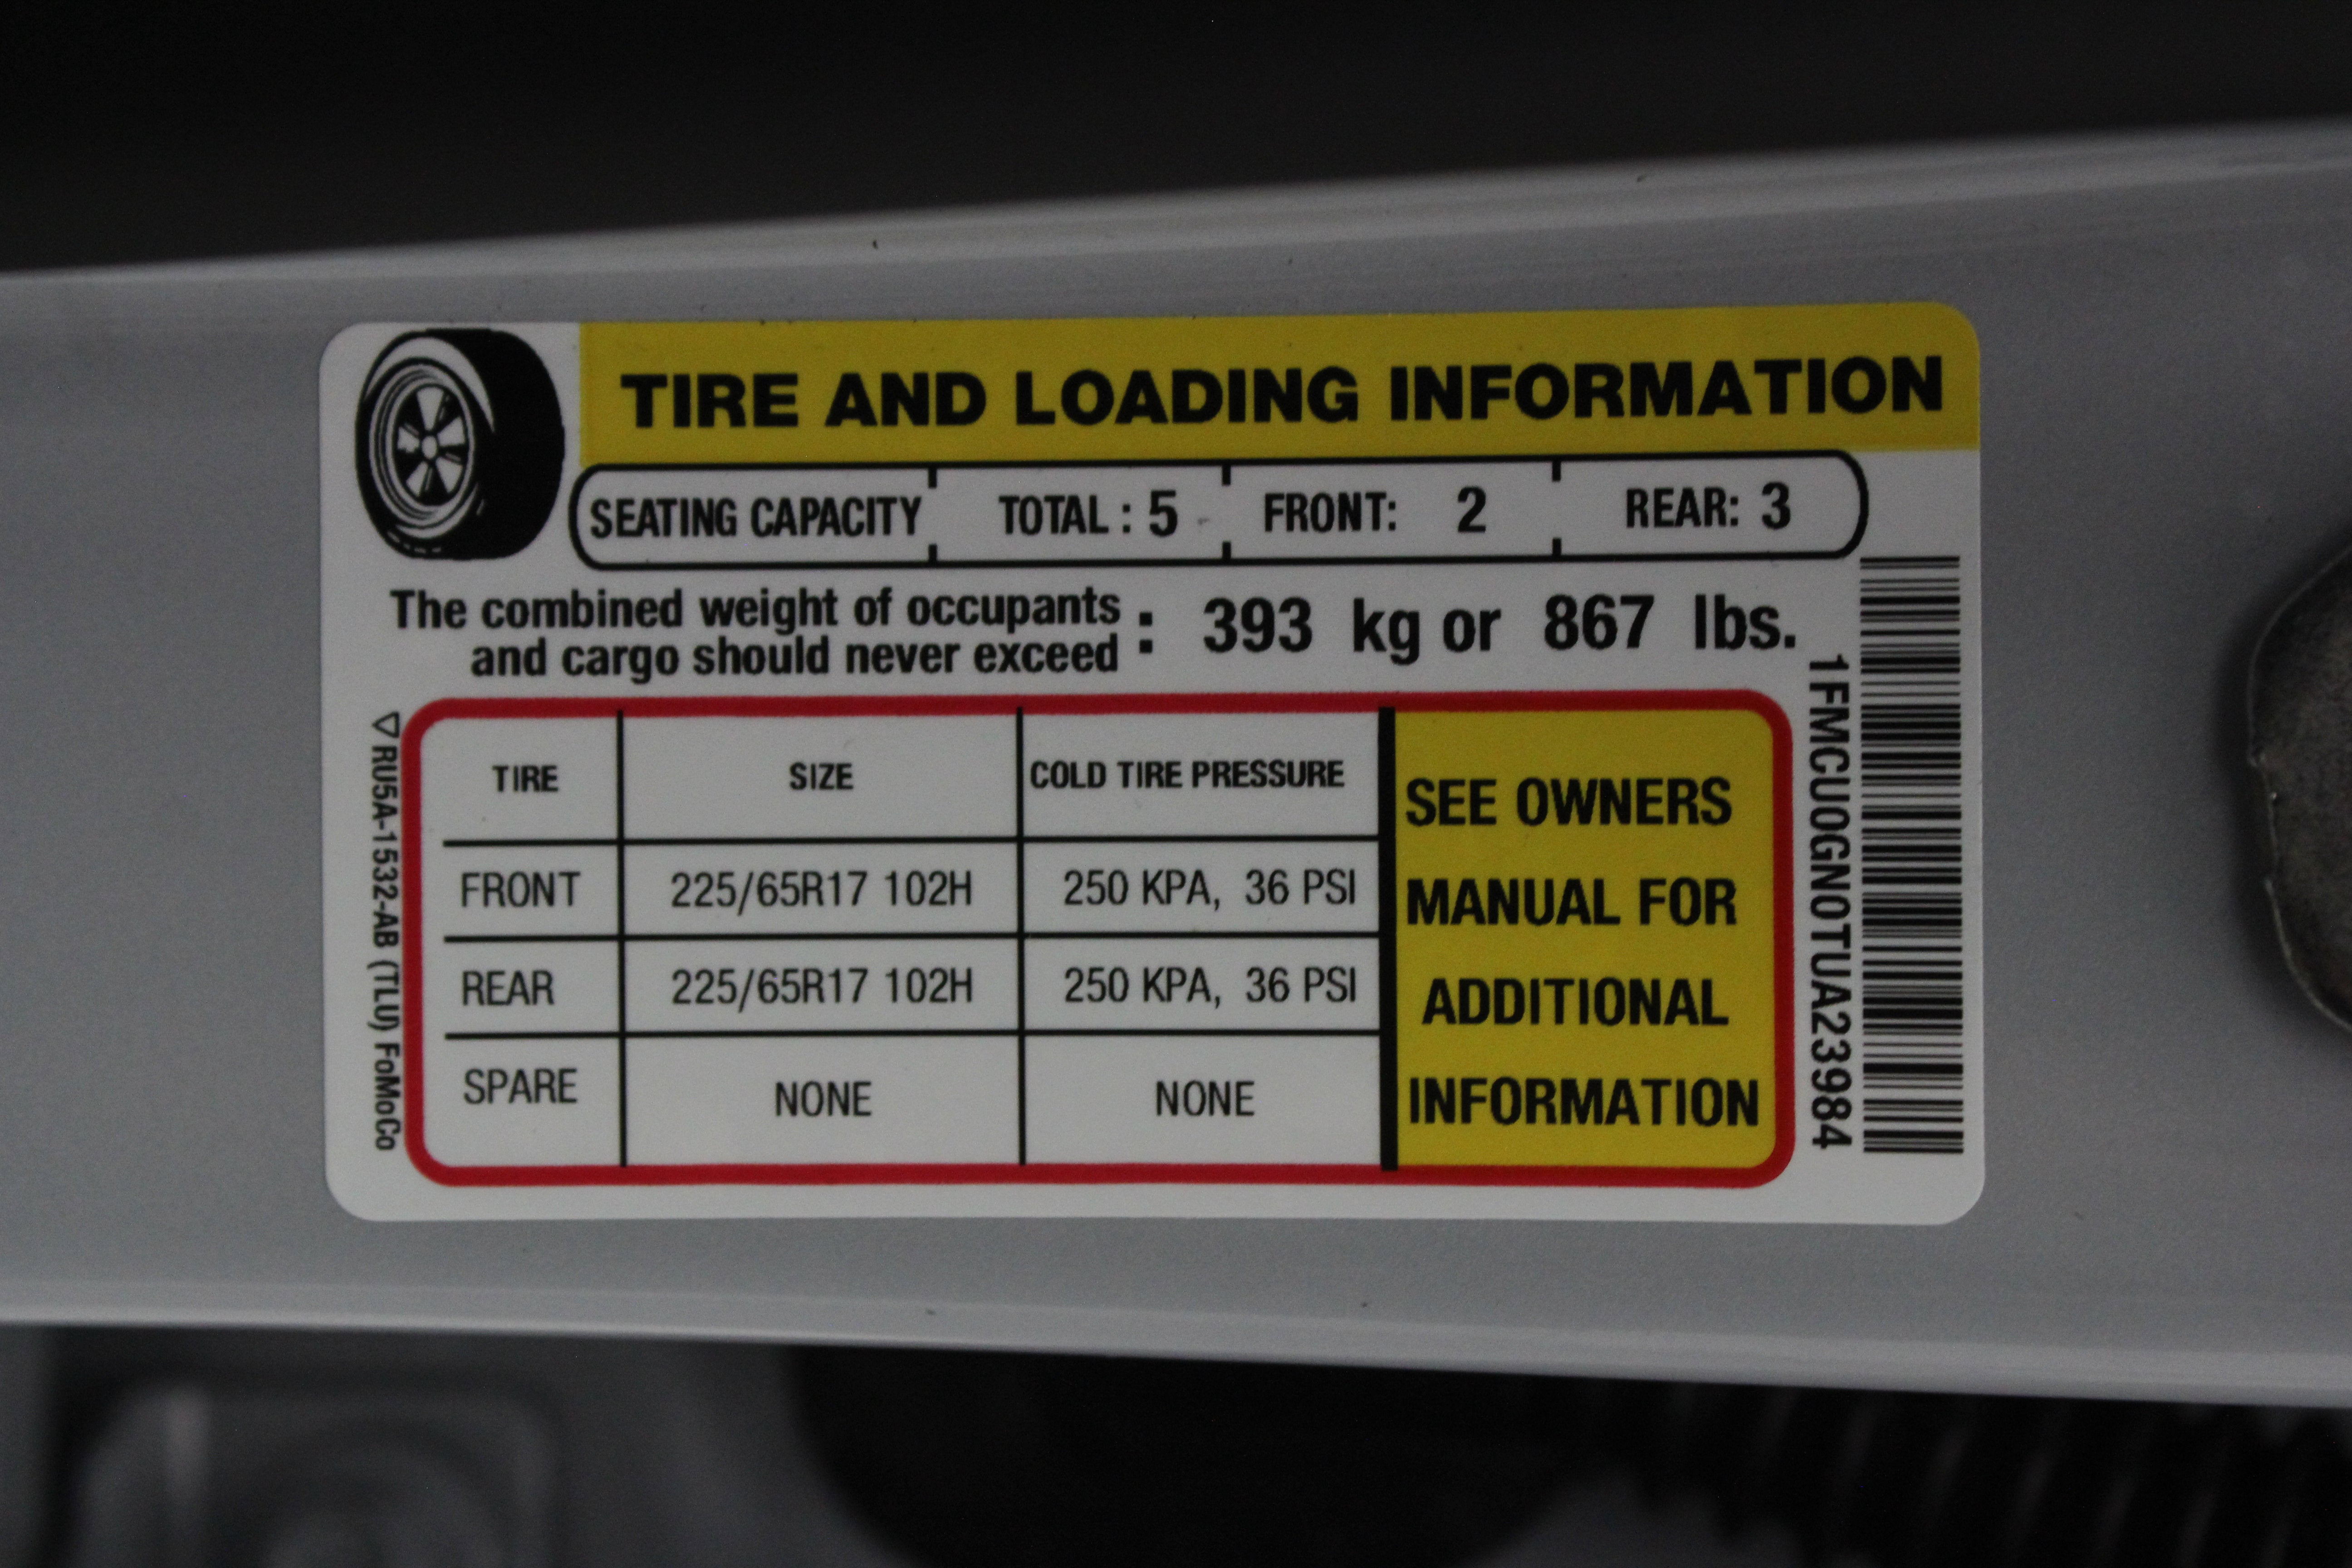 TIRE AND LOADING INFORMATION
SEATING CAPACITY TOTAL : 5 FRONT: 2 REAR: 3
The combined weight of occupants
and cargo should never exceed : 393 kg or 867 lbs.
TIRE SIZE COLD TIRE PRESSURE
FRONT 225/65R17 102H 250 KPA, 36 PSI
REAR 225/65R17 102H 250 KPA, 36 PSI
SPARE NONE NONE
SEE OWNERS
MANUAL FOR
ADDITIONAL
INFORMATION
1FMCU0GN0TUA23984
RU5A-1532-AB (TLU) FoMoCo